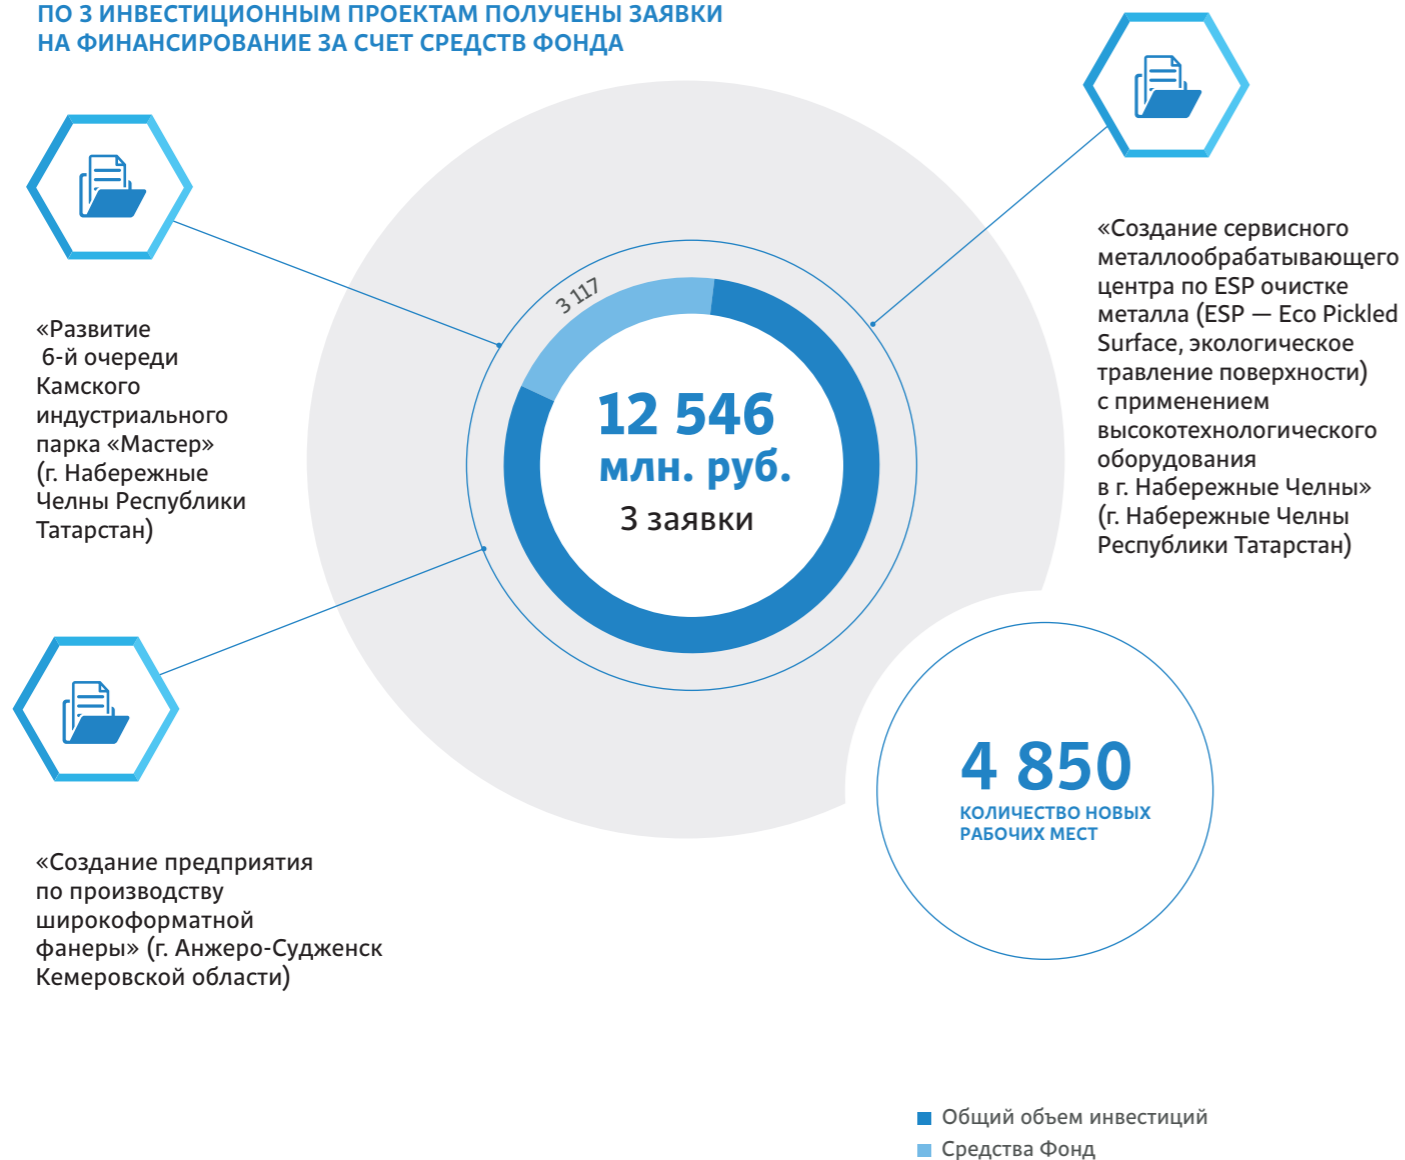 ПО 3 ИНВЕСТИЦИОННЫМ ПРОЕКТАМ ПОЛУЧЕНЫ ЗАЯВКИ
НА ФИНАНСИРОВАНИЕ ЗА СЧЕТ СРЕДСТВ ФОНДА
«Развитие
6-й очереди
Камского
индустриального
парка «Мастер»
(г. Набережные
Челны Республики
Татарстан)
3 117
12 546
млн. руб.
3 заявки
«Создание сервисного
металлообрабатывающего
центра по ESP очистке
металла (ESP — Eco Pickled
Surface, экологическое
травление поверхности)
с применением
высокотехнологического
оборудования
в г. Набережные Челны»
(г. Набережные Челны
Республики Татарстан)
4 850
КОЛИЧЕСТВО НОВЫХ
РАБОЧИХ МЕСТ
«Создание предприятия
по производству
широкоформатной
фанеры» (г. Анжеро-Судженск
Кемеровской области)
Общий объем инвестиций
Средства Фонд